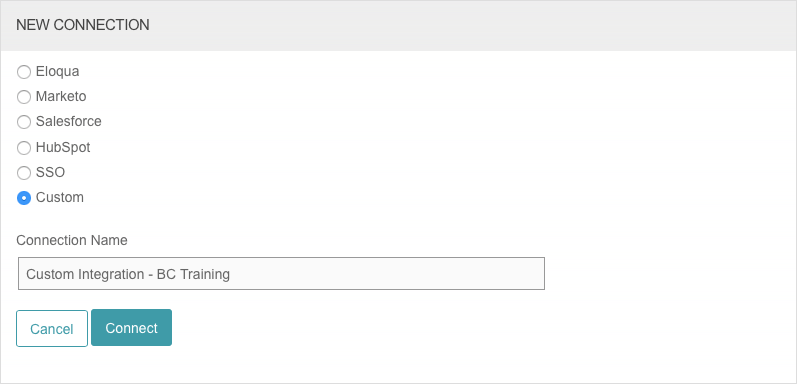 NEW CONNECTION
Eloqua
Marketo
Salesforce
HubSpot
SSO
Custom
Connection Name
Custom Integration - BC Training
Cancel Connect